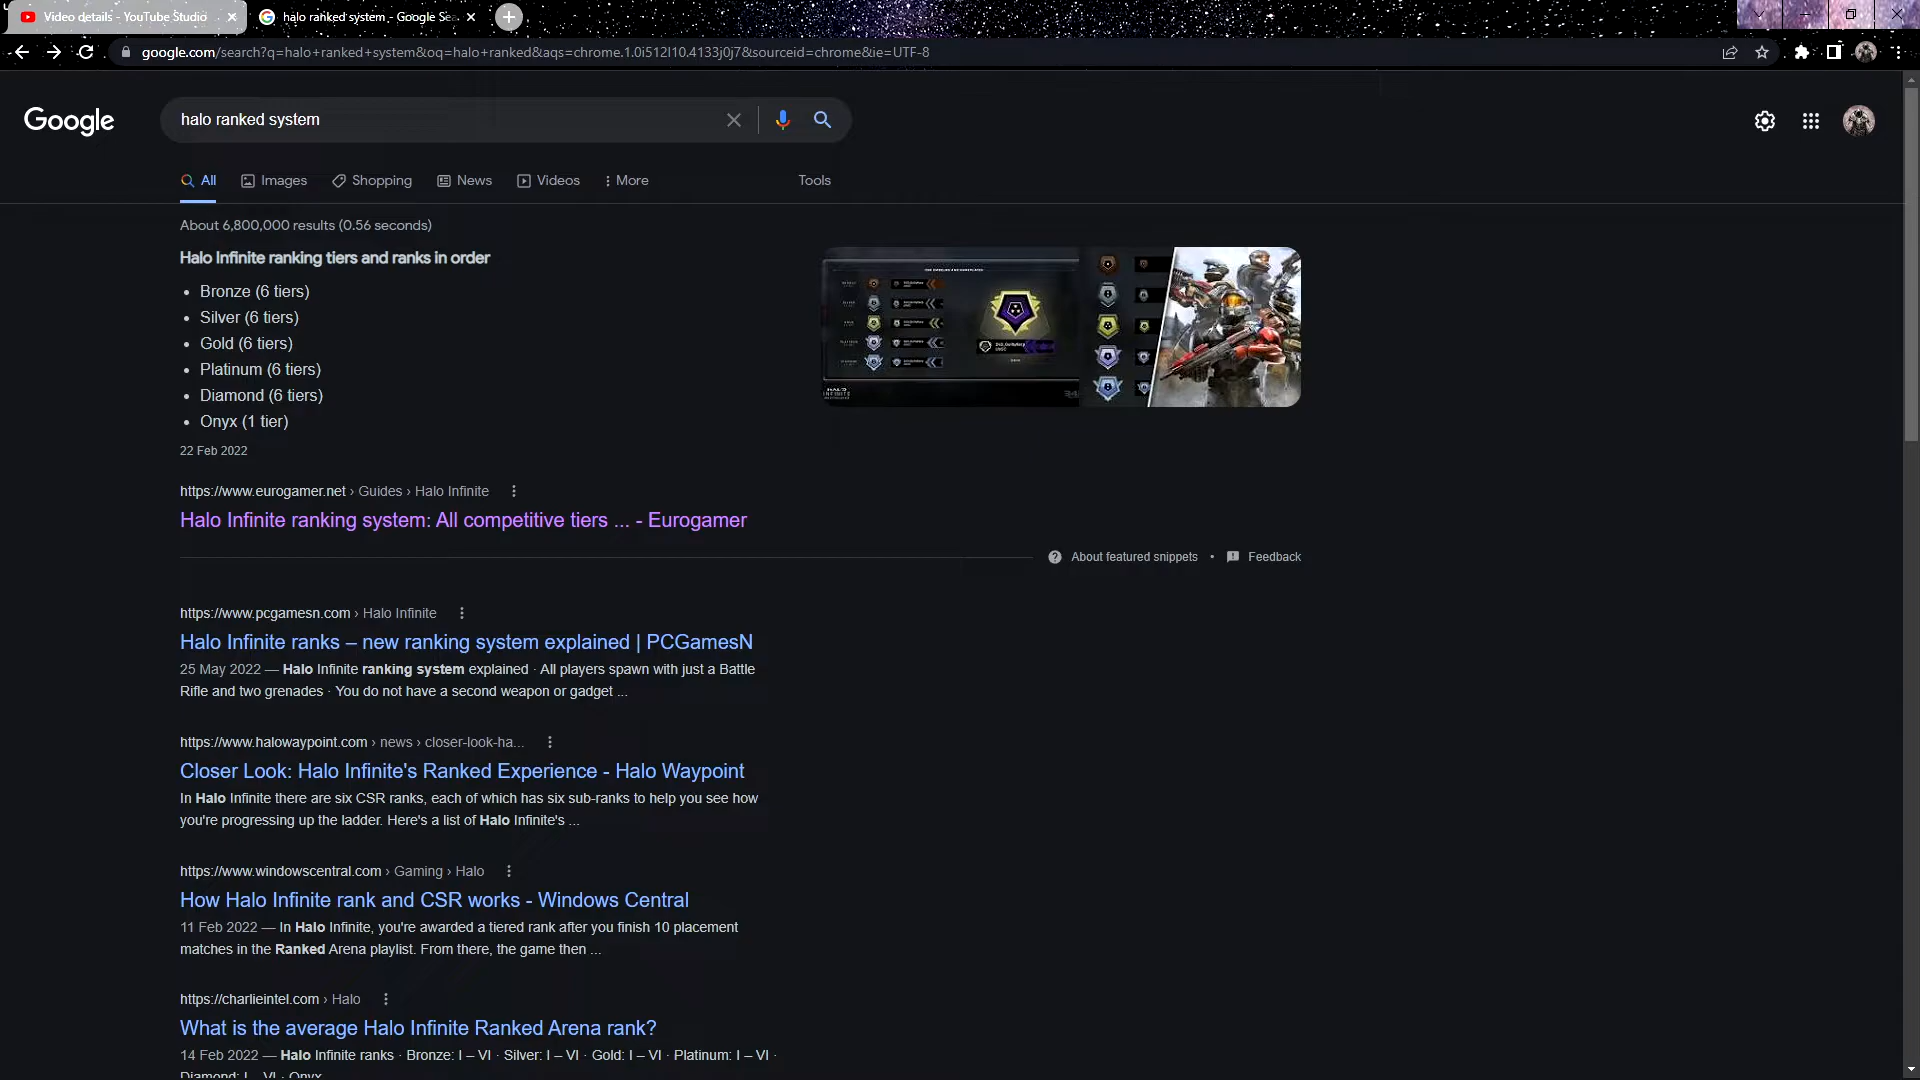 Video details - YouTube Studio
halo ranked system - Google Se
google.com/search?q=halo+ranked+system&oq=halo+ranked&aqs=chrome.1.0i512l10.4133j0j7&sourceid=chrome&ie=UTF-8
Google
halo ranked system
All
Images
Shopping
News
Videos
More
Tools
About 6,800,000 results (0.56 seconds)
Halo Infinite ranking tiers and ranks in order
• Bronze (6 tiers)
• Silver (6 tiers)
• Gold (6 tiers)
• Platinum (6 tiers)
• Diamond (6 tiers)
• Onyx (1 tier)
22 Feb 2022
https://www.eurogamer.net › Guides › Halo Infinite
Halo Infinite ranking system: All competitive tiers ... - Eurogamer
About featured snippets • Feedback
https://www.pcgamesn.com › Halo Infinite
Halo Infinite ranks – new ranking system explained | PCGamesN
25 May 2022 — Halo Infinite ranking system explained · All players spawn with just a Battle
Rifle and two grenades · You do not have a second weapon or gadget ...
https://www.halowaypoint.com › news › closer-look-ha...
Closer Look: Halo Infinite's Ranked Experience - Halo Waypoint
In Halo Infinite there are six CSR ranks, each of which has six sub-ranks to help you see how
you're progressing up the ladder. Here's a list of Halo Infinite's ...
https://www.windowscentral.com › Gaming › Halo
How Halo Infinite rank and CSR works - Windows Central
11 Feb 2022 — In Halo Infinite, you're awarded a tiered rank after you finish 10 placement
matches in the Ranked Arena playlist. From there, the game then ...
https://charlieintel.com › Halo
What is the average Halo Infinite Ranked Arena rank?
14 Feb 2022 — Halo Infinite ranks · Bronze: I – VI · Silver: I – VI · Gold: I – VI · Platinum: I – VI ·
Diamond: I – VI · Onyx